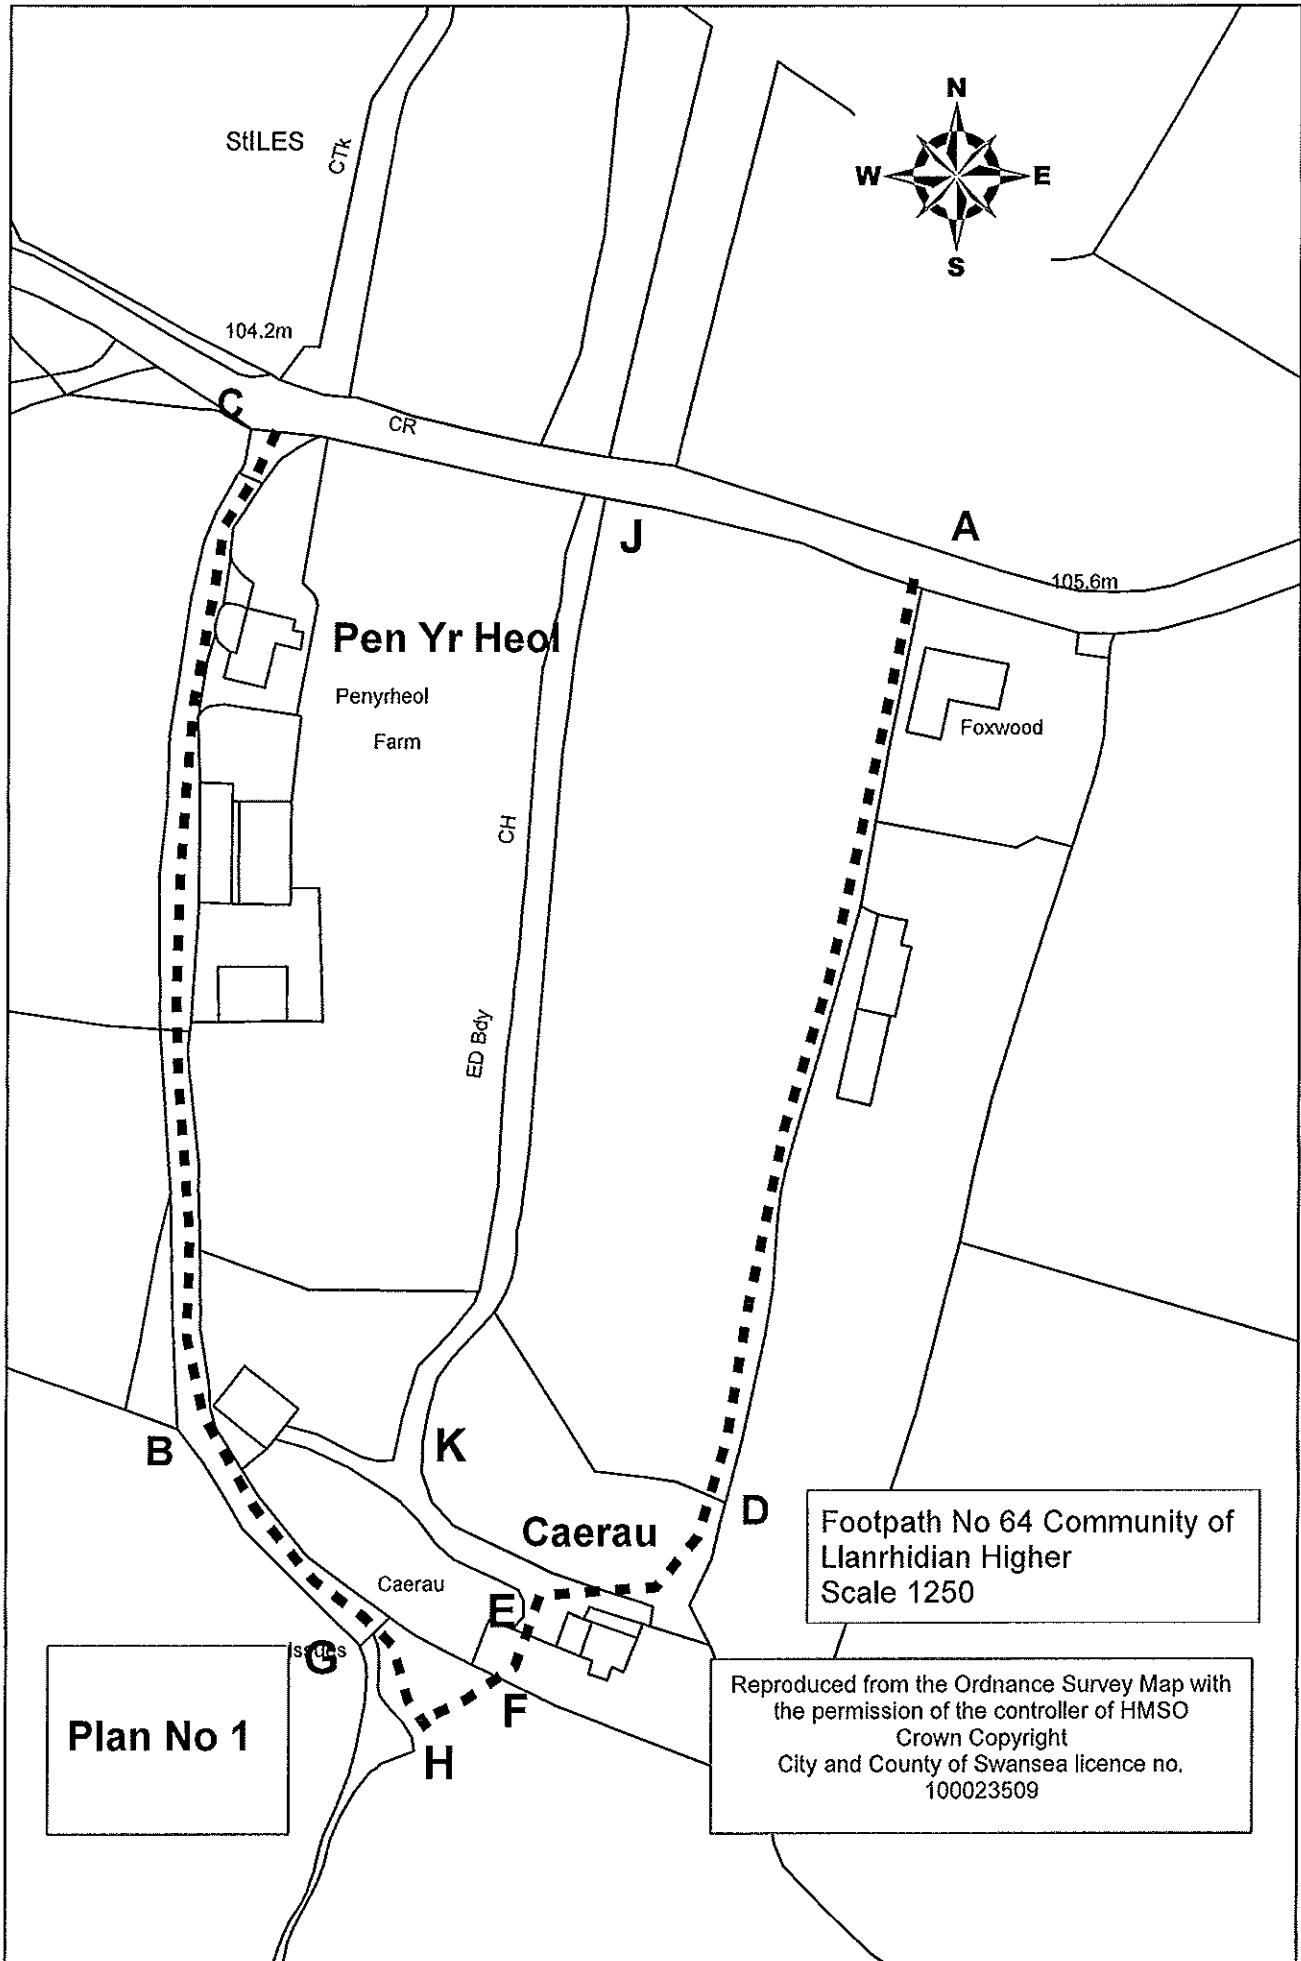 N
StILES
CTk
W
E
S
104.2m
C
CR
J
A
105.6m
Pen Yr Heol
Penyrheol
Farm
Foxwood
CH
ED Bdy
B
K
D
Caerau
Footpath No 64 Community of
Llanrhidian Higher
Scale 1250
Caerau
E
Issues
G
F
H
Plan No 1
Reproduced from the Ordnance Survey Map with
the permission of the controller of HMSO
Crown Copyright
City and County of Swansea licence no.
100023509